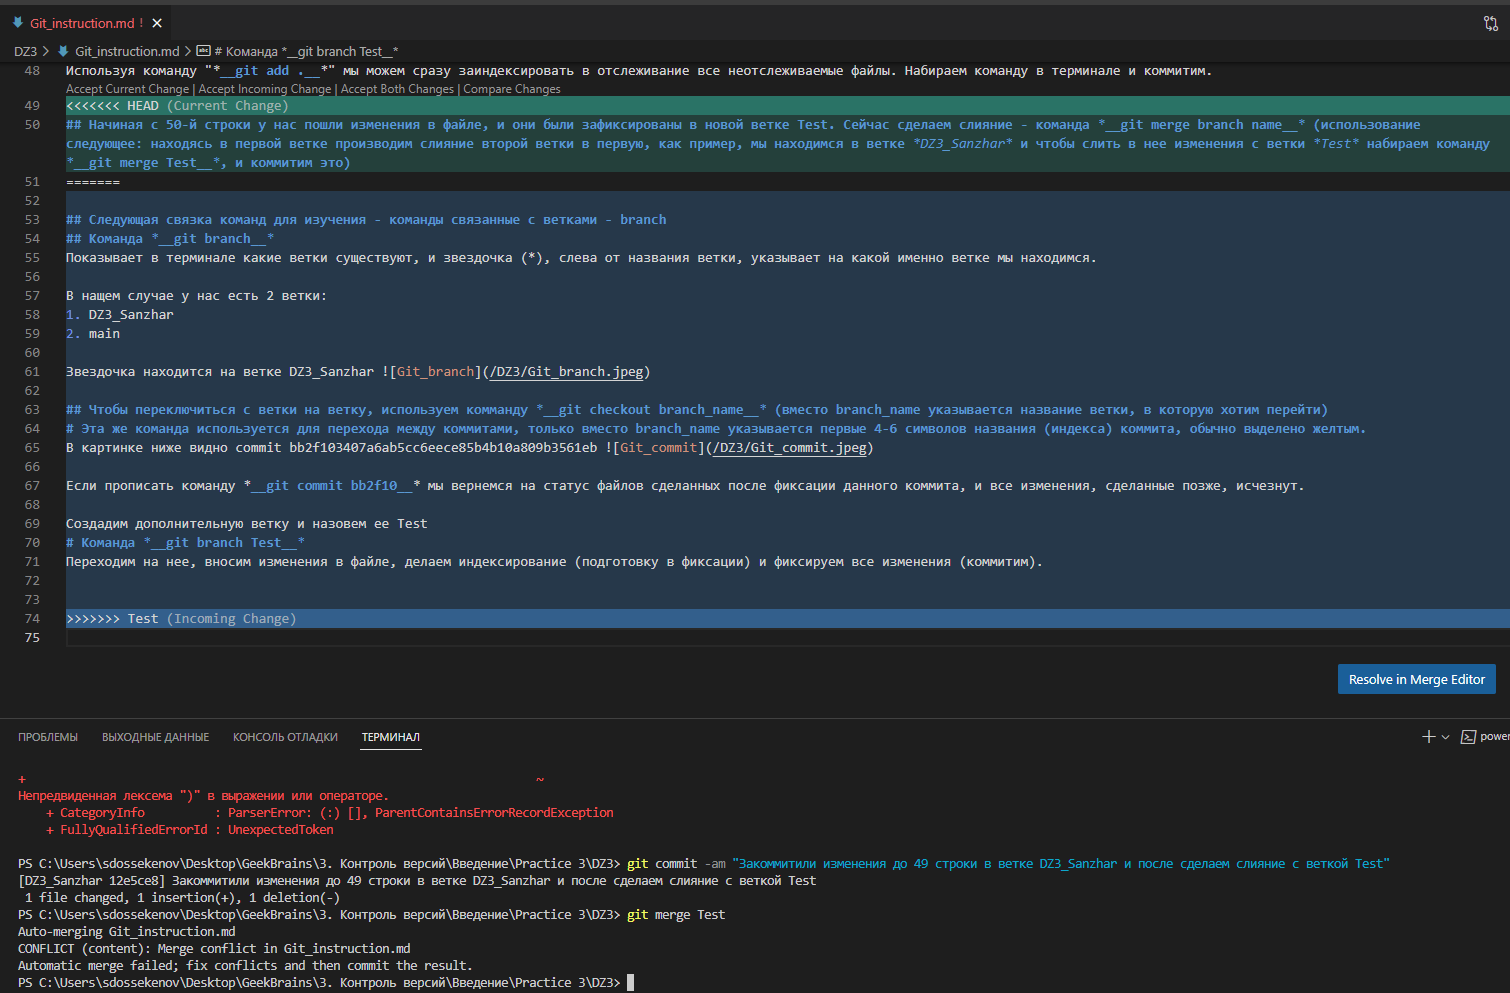 Git_instruction.md !
DZ3 > Git_instruction.md > # Команда *__git branch Test__*
48 Используя команду "*__git add .__*" мы можем сразу заиндексировать в отслеживание все неотслеживаемые файлы. Набираем команду в терминале и коммитим.
Accept Current Change | Accept Incoming Change | Accept Both Changes | Compare Changes
49 <<<<<<< HEAD (Current Change)
50 ## Начиная с 50-й строки у нас пошли изменения в файле, и они были зафиксированы в новой ветке Test. Сейчас сделаем слияние - команда *__git merge branch name__* (использование
следующее: находясь в первой ветке производим слияние второй ветки в первую, как пример, мы находимся в ветке *DZ3_Sanzhar* и чтобы слить в нее изменения с ветки *Test* набираем команду
*__git merge Test__*, и коммитим это)
51 =======
52
53 ## Следующая связка команд для изучения - команды связанные с ветками - branch
54 ## Команда *__git branch__*
55 Показывает в терминале какие ветки существуют, и звездочка (*), слева от названия ветки, указывает на какой именно ветке мы находимся.
56
57 В нащем случае у нас есть 2 ветки:
58 1. DZ3_Sanzhar
59 2. main
60
61 Звездочка находится на ветке DZ3_Sanzhar ![Git_branch](/DZ3/Git_branch.jpeg)
62
63 ## Чтобы переключиться с ветки на ветку, используем комманду *__git checkout branch_name__* (вместо branch_name указывается название ветки, в которую хотим перейти)
64 # Эта же команда используется для перехода между коммитами, только вместо branch_name указывается первые 4-6 символов названия (индекса) коммита, обычно выделено желтым.
65 В картинке ниже видно commit bb2f103407a6ab5cc6eece85b4b10a809b3561eb ![Git_commit](/DZ3/Git_commit.jpeg)
66
67 Если прописать команду *__git commit bb2f10__* мы вернемся на статус файлов сделанных после фиксации данного коммита, и все изменения, сделанные позже, исчезнут.
68
69 Создадим дополнительную ветку и назовем ее Test
70 # Команда *__git branch Test__*
71 Переходим на нее, вносим изменения в файле, делаем индексирование (подготовку в фиксации) и фиксируем все изменения (коммитим).
72
73
74 >>>>>>> Test (Incoming Change)
75
Resolve in Merge Editor
ПРОБЛЕМЫ ВЫХОДНЫЕ ДАННЫЕ КОНСОЛЬ ОТЛАДКИ ТЕРМИНАЛ power
+ ~
Непредвиденная лексема ")" в выражении или операторе.
+ CategoryInfo : ParserError: (:) [], ParentContainsErrorRecordException
+ FullyQualifiedErrorId : UnexpectedToken
PS C:\Users\sdossekenov\Desktop\GeekBrains\3. Контроль версий\Введение\Practice 3\DZ3> git commit -am "Закоммитили изменения до 49 строки в ветке DZ3_Sanzhar и после сделаем слияние с веткой Test"
[DZ3_Sanzhar 12e5ce8] Закоммитили изменения до 49 строки в ветке DZ3_Sanzhar и после сделаем слияние с веткой Test
1 file changed, 1 insertion(+), 1 deletion(-)
PS C:\Users\sdossekenov\Desktop\GeekBrains\3. Контроль версий\Введение\Practice 3\DZ3> git merge Test
Auto-merging Git_instruction.md
CONFLICT (content): Merge conflict in Git_instruction.md
Automatic merge failed; fix conflicts and then commit the result.
PS C:\Users\sdossekenov\Desktop\GeekBrains\3. Контроль версий\Введение\Practice 3\DZ3>